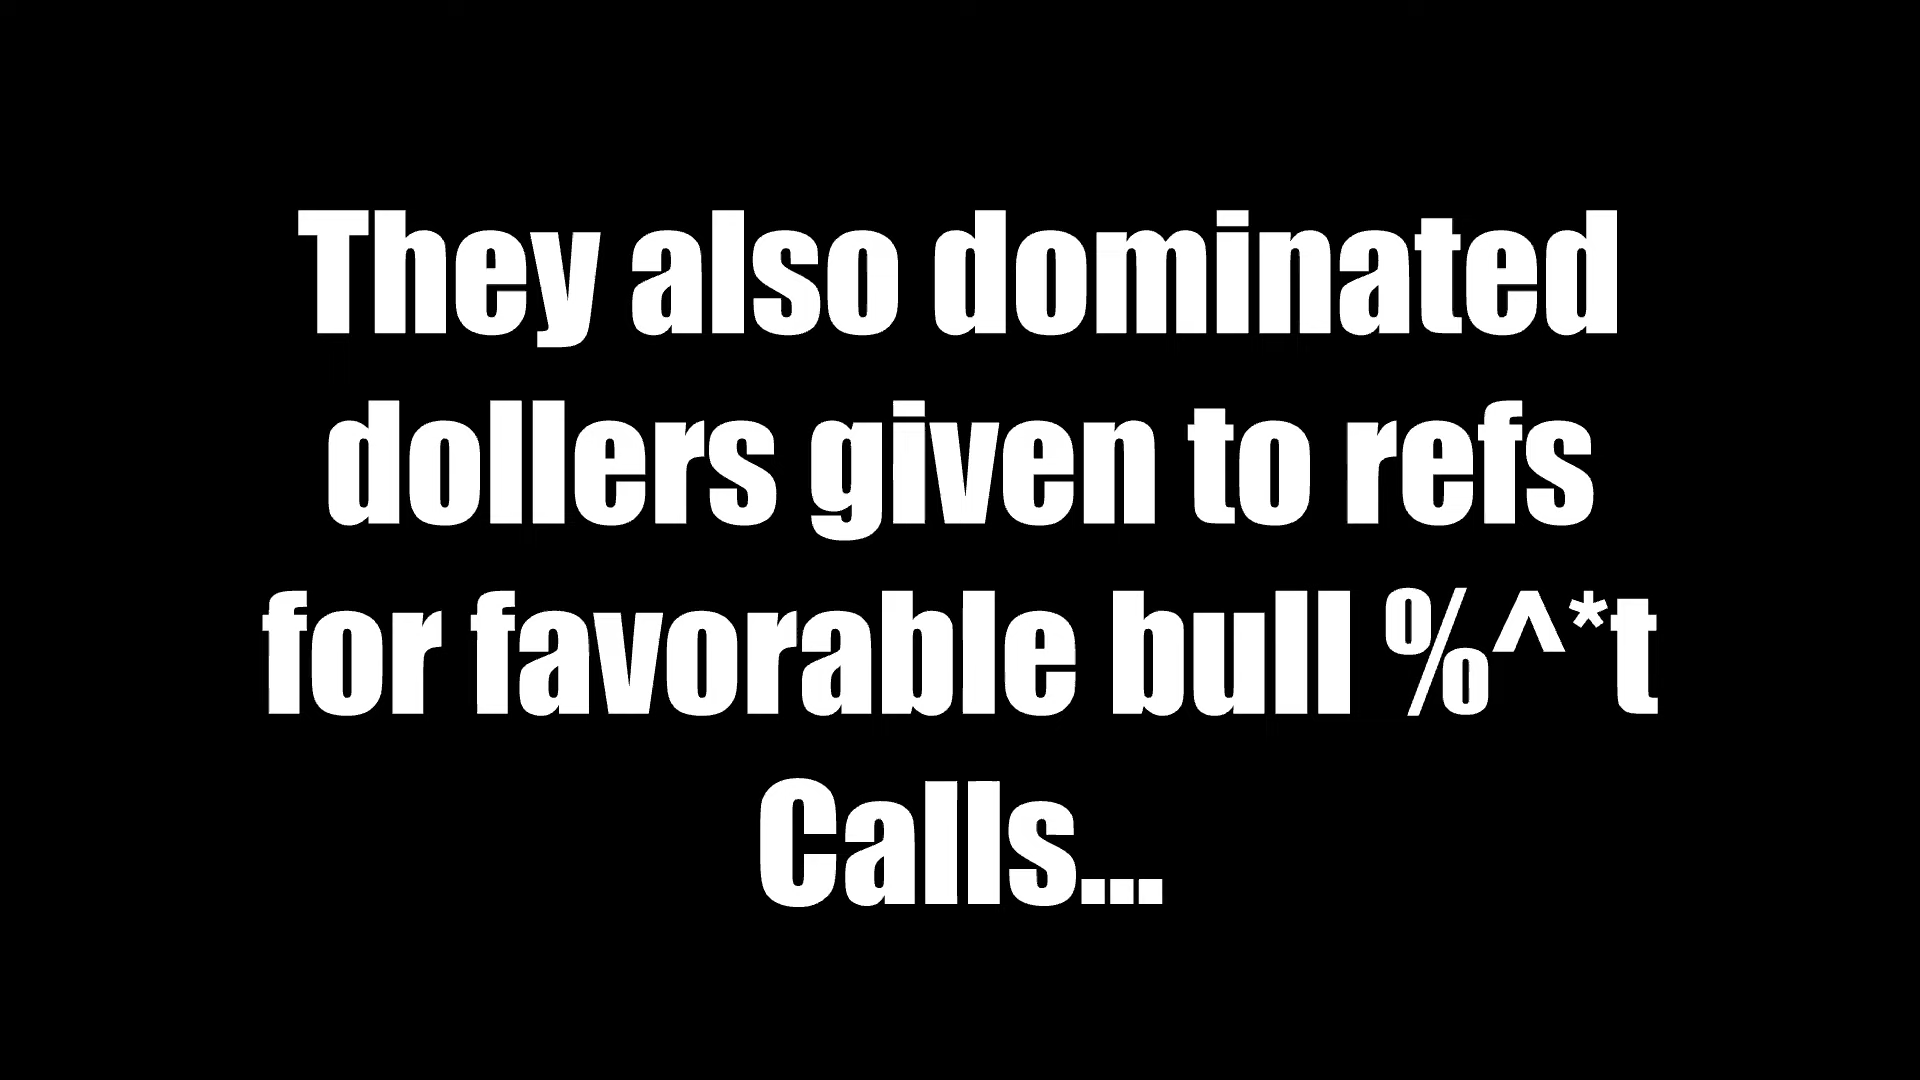 They also dominated
dollers given to refs
for favorable bull %^*t
Calls...